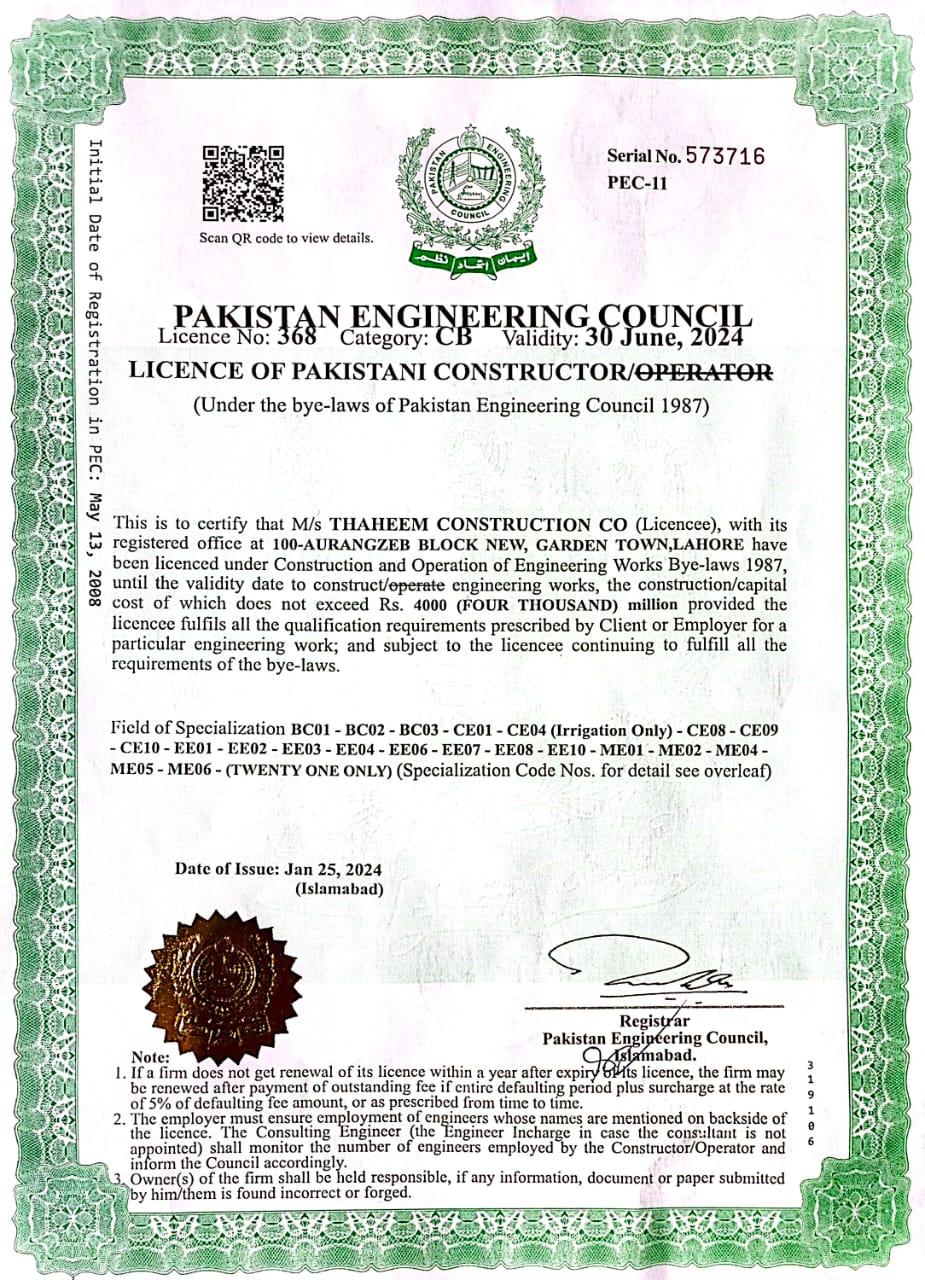 Serial No. 573716
PEC-11
Scan QR code to view details.
PAKISTAN ENGINEERING COUNCIL
ایمان اتحاد نظم
PAKISTAN ENGINEERING COUNCIL
Licence No: 368 Category: CB Validity: 30 June, 2024
LICENCE OF PAKISTANI CONSTRUCTOR/OPERATOR
(Under the bye-laws of Pakistan Engineering Council 1987)
Initial Date of Registration in PEC: May 13, 2008
This is to certify that M/s THAHEEM CONSTRUCTION CO (Licencee), with its
registered office at 100-AURANGZEB BLOCK NEW, GARDEN TOWN,LAHORE have
been licenced under Construction and Operation of Engineering Works Bye-laws 1987,
until the validity date to construct/operate engineering works, the construction/capital
cost of which does not exceed Rs. 4000 (FOUR THOUSAND) million provided the
licencee fulfils all the qualification requirements prescribed by Client or Employer for a
particular engineering work; and subject to the licencee continuing to fulfill all the
requirements of the bye-laws.
Field of Specialization BC01 - BC02 - BC03 - CE01 - CE04 (Irrigation Only) - CE08 - CE09
- CE10 - EE01 - EE02 - EE03 - EE04 - EE06 - EE07 - EE08 - EE10 - ME01 - ME02 - ME04 -
ME05 - ME06 - (TWENTY ONE ONLY) (Specialization Code Nos. for detail see overleaf)
Date of Issue: Jan 25, 2024
(Islamabad)
Registrar
Pakistan Engineering Council,
Islamabad.
Note:
1. If a firm does not get renewal of its licence within a year after expiry of its licence, the firm may
be renewed after payment of outstanding fee if entire defaulting period plus surcharge at the rate
of 5% of defaulting fee amount, or as prescribed from time to time.
2. The employer must ensure employment of engineers whose names are mentioned on backside of
the licence. The Consulting Engineer (the Engineer Incharge in case the consultant is not
appointed) shall monitor the number of engineers employed by the Constructor/Operator and
inform the Council accordingly.
3. Owner(s) of the firm shall be held responsible, if any information, document or paper submitted
by him/them is found incorrect or forged.
319106